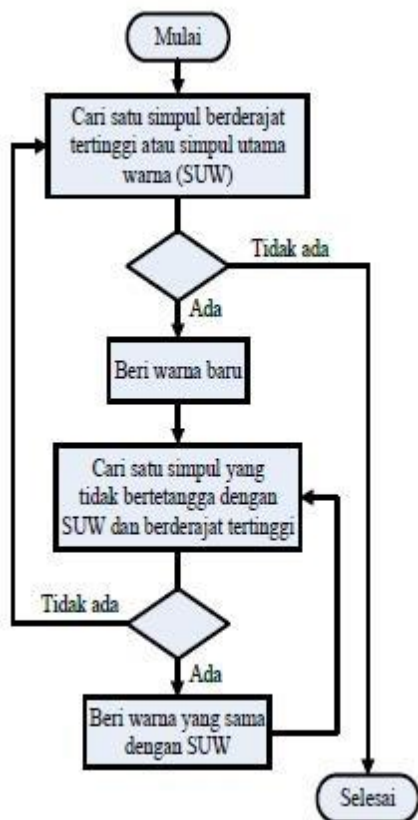 Mulai
Cari satu simpul berderajat
tertinggi atau simpul utama
warna (SUW)
Tidak ada
Ada
Beri warna baru
Cari satu simpul yang
tidak bertetangga dengan
SUW dan berderajat tertinggi
Tidak ada
Ada
Beri warna yang sama
dengan SUW
Selesai